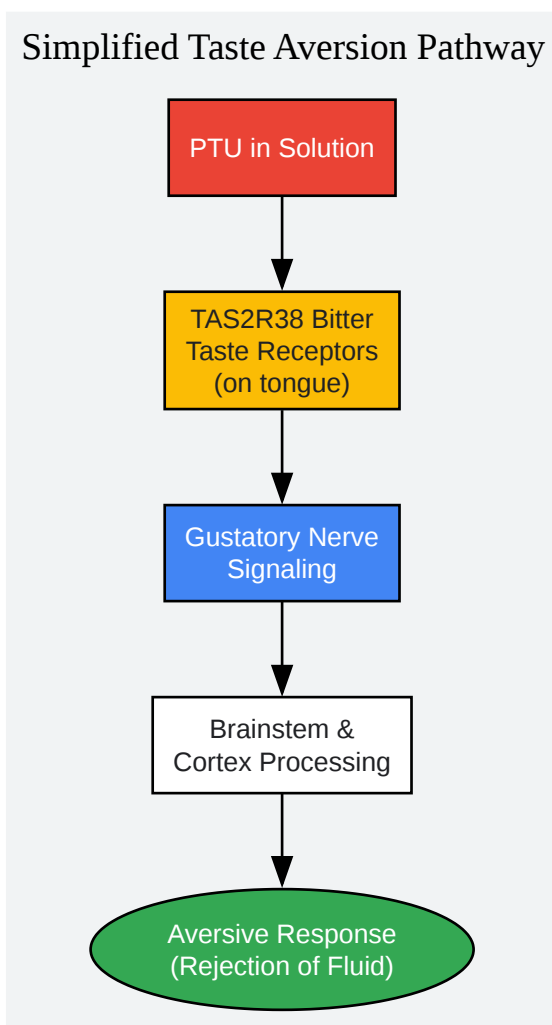 Simplified Taste Aversion Pathway
PTU in Solution
TAS2R38 Bitter
Taste Receptors
(on tongue)
Gustatory Nerve
Signaling
Brainstem &
Cortex Processing
Aversive Response
(Rejection of Fluid)